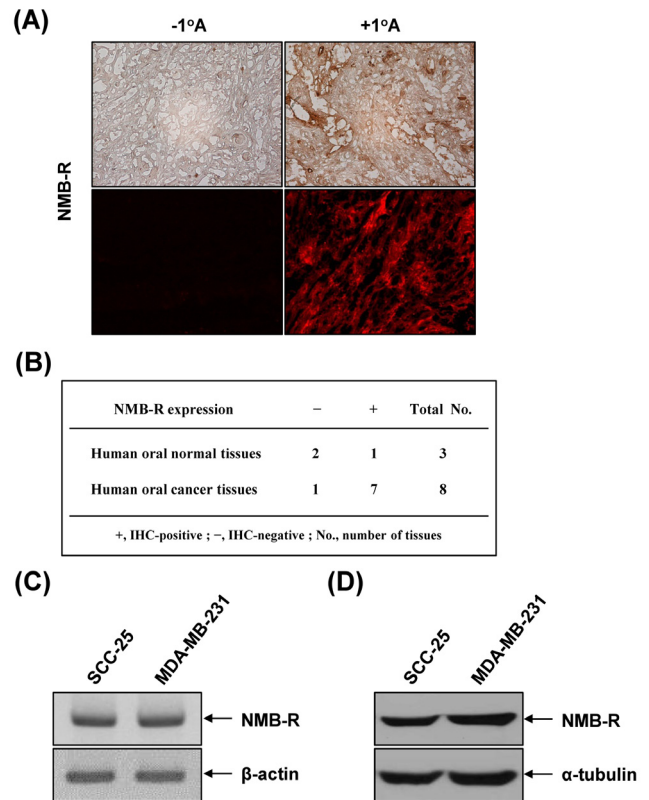 (A)
-1°A +1°A
NMB-R
(B)
NMB-R expression − + Total No.
Human oral normal tissues 2 1 3
Human oral cancer tissues 1 7 8
+, IHC-positive ; −, IHC-negative ; No., number of tissues
(C) (D)
SCC-25 MDA-MB-231 SCC-25 MDA-MB-231
NMB-R NMB-R
β-actin α-tubulin